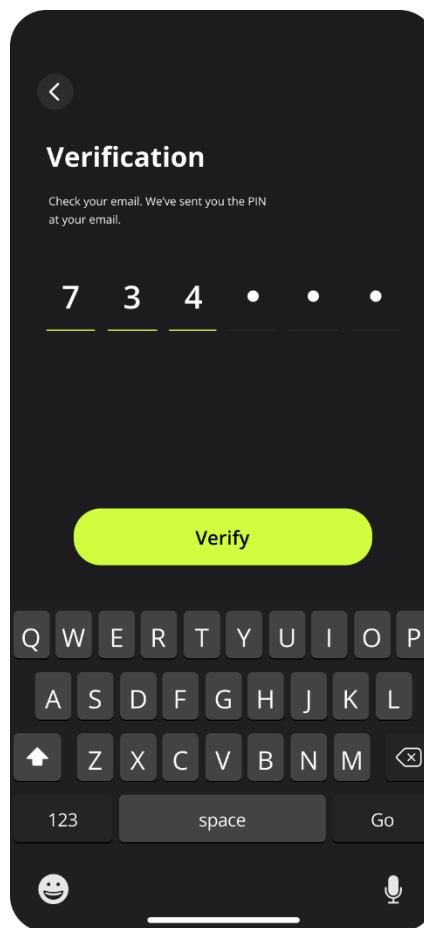 Verification
Check your email. We've sent you the PIN
at your email.
7 3 4 • • •
Verify
Q W E R T Y U I O P
A S D F G H J K L
Z X C V B N M
123 space Go